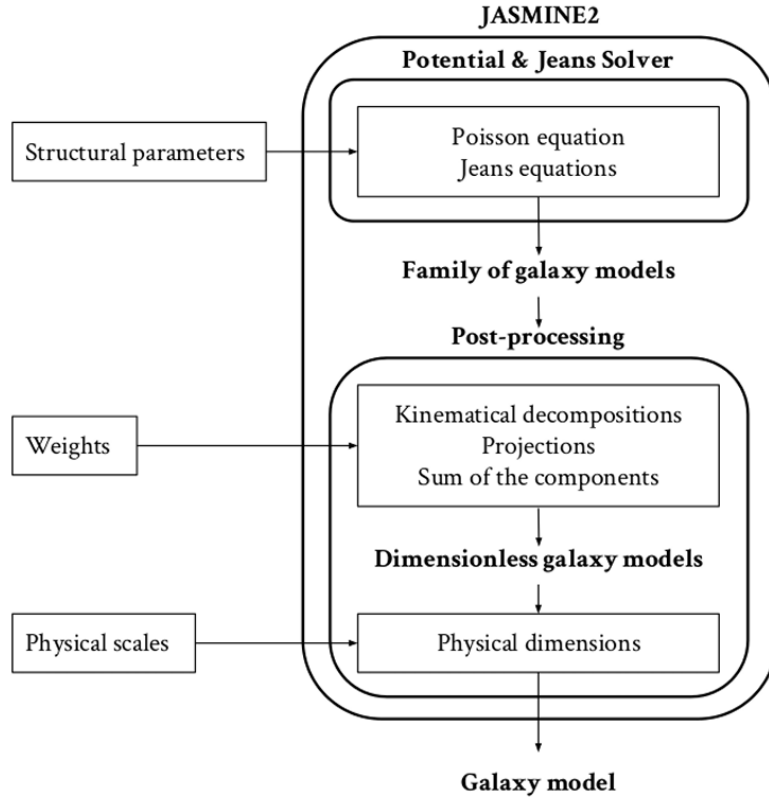 JASMINE2
Potential & Jeans Solver
Structural parameters
Poisson equation
Jeans equations
Family of galaxy models
Post-processing
Weights
Kinematical decompositions
Projections
Sum of the components
Dimensionless galaxy models
Physical scales
Physical dimensions
Galaxy model